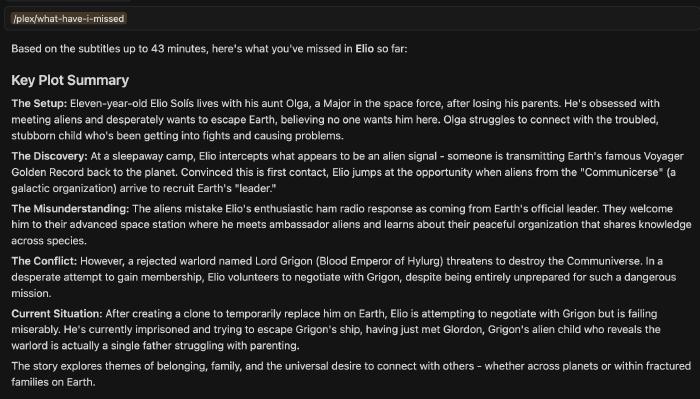 /plex/what-have-i-missed
Based on the subtitles up to 43 minutes, here's what you've missed in Elio so far:
Key Plot Summary
The Setup: Eleven-year-old Elio Solís lives with his aunt Olga, a Major in the space force, after losing his parents. He's obsessed with
meeting aliens and desperately wants to escape Earth, believing no one wants him here. Olga struggles to connect with the troubled,
stubborn child who's been getting into fights and causing problems.
The Discovery: At a sleepaway camp, Elio intercepts what appears to be an alien signal - someone is transmitting Earth's famous Voyager
Golden Record back to the planet. Convinced this is first contact, Elio jumps at the opportunity when aliens from the "Communicerse" (a
galactic organization) arrive to recruit Earth's "leader."
The Misunderstanding: The aliens mistake Elio's enthusiastic ham radio response as coming from Earth's official leader. They welcome
him to their advanced space station where he meets ambassador aliens and learns about their peaceful organization that shares knowledge
across species.
The Conflict: However, a rejected warlord named Lord Grigon (Blood Emperor of Hylurg) threatens to destroy the Communiverse. In a
desperate attempt to gain membership, Elio volunteers to negotiate with Grigon, despite being entirely unprepared for such a dangerous
mission.
Current Situation: After creating a clone to temporarily replace him on Earth, Elio is attempting to negotiate with Grigon but is failing
miserably. He's currently imprisoned and trying to escape Grigon's ship, having just met Glordon, Grigon's alien child who reveals the
warlord is actually a single father struggling with parenting.
The story explores themes of belonging, family, and the universal desire to connect with others - whether across planets or within fractured
families on Earth.